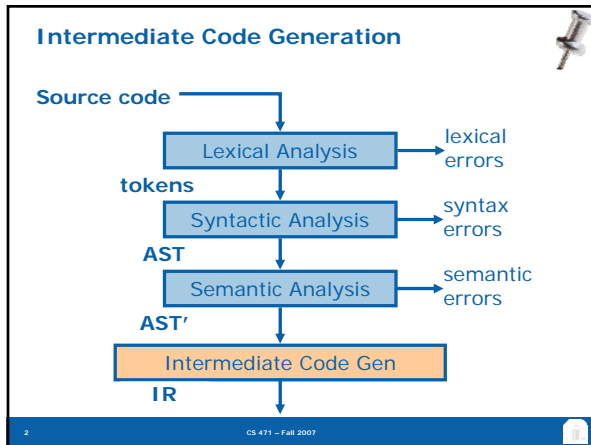 Intermediate Code Generation
Source code
Lexical Analysis
lexical
errors
tokens
Syntactic Analysis
syntax
errors
AST
Semantic Analysis
semantic
errors
AST'
Intermediate Code Gen
IR
2
CS 471 – Fall 2007